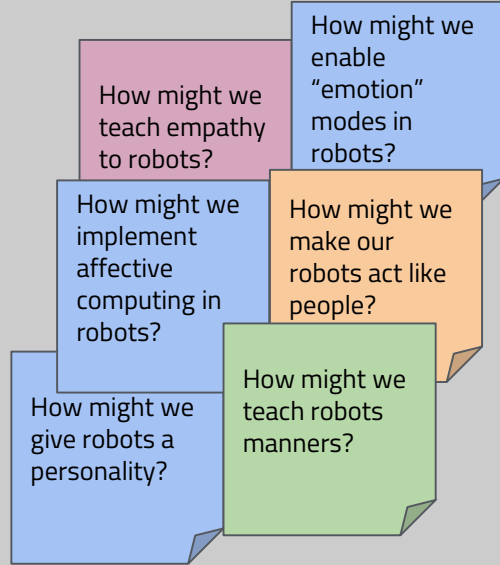 How might we
teach empathy
to robots?
How might we
enable
“emotion”
modes in
robots?
How might we
implement
affective
computing in
robots?
How might we
make our
robots act like
people?
How might we
give robots a
personality?
How might we
teach robots
manners?